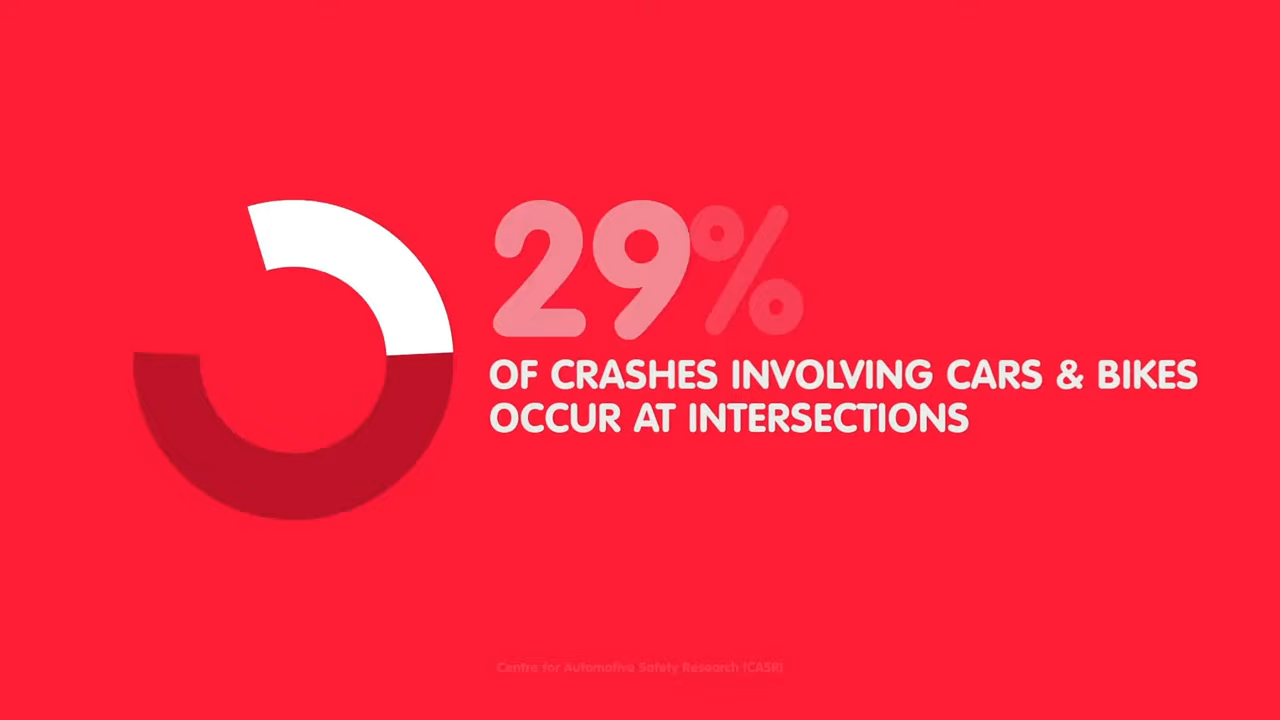 29%
OF CRASHES INVOLVING CARS & BIKES
OCCUR AT INTERSECTIONS
Centre for Automotive Safety Research (CASR)